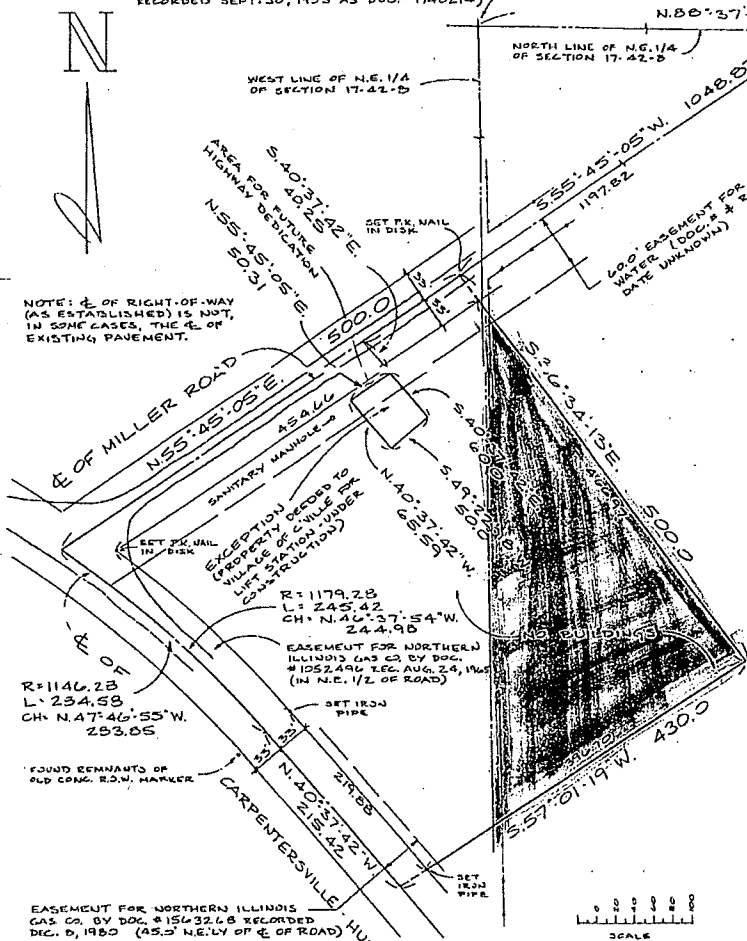 RECORDED SEPT. 30, 1955 AS DOC.
N
N.88°-37'-
NORTH LINE OF N.E. 1/4
OF SECTION 17-42-8
WEST LINE OF N.E. 1/4
OF SECTION 17-42-8
1048.8
S.55°-45'-05"W.
1197.82
60.0' EASEMENT FOR
WATER (DOC. # & R
DATE UNKNOWN)
AREA FOR FUTURE
HIGHWAY DEDICATION
S.40°-37'-42"E.
40.25
N.55°-45'-05"E.
50.31
SET P.K. NAIL
IN DISK
33'
33'
500.0
NOTE: ℄ OF RIGHT-OF-WAY
(AS ESTABLISHED) IS NOT,
IN SOME CASES, THE ℄ OF
EXISTING PAVEMENT.
℄ OF MILLER ROAD
N.55°-45'-05"E.
454.66
SANITARY MANHOLE
S.26°-34'-13"E.
500.0
N.40°-37'-42"W.
68.59
EXCEPTION
(PROPERTY DEEDED TO
VILLAGE OF C'VILLE FOR
LIFT STATION - UNDER
CONSTRUCTION)
SET P.K. NAIL
IN DISK
R=1179.28
L= 245.42
CH= N.46°-37'-54"W.
244.98
EASEMENT FOR NORTHERN
ILLINOIS GAS CO. BY DOC.
#1052496 REC. AUG. 24, 1965
(IN N.E. 1/2 OF ROAD)
NO BUILDINGS
℄ OF
R=1146.28
L= 234.58
CH= N.47°-46'-55"W.
233.85
SET IRON
PIPE
33' 33'
FOUND REMNANTS OF
OLD CONC. R.O.W. MARKER
219.88
N.40°-37'-42"W.
215.42
S.57°-01'-19"W. 430.0
CARPENTERSVILLE - HU
SET
IRON
PIPE
EASEMENT FOR NORTHERN ILLINOIS
GAS CO. BY DOC. #1563268 RECORDED
DEC. 8, 1980 (45.0' N.E.'LY OF ℄ OF ROAD)
SCALE